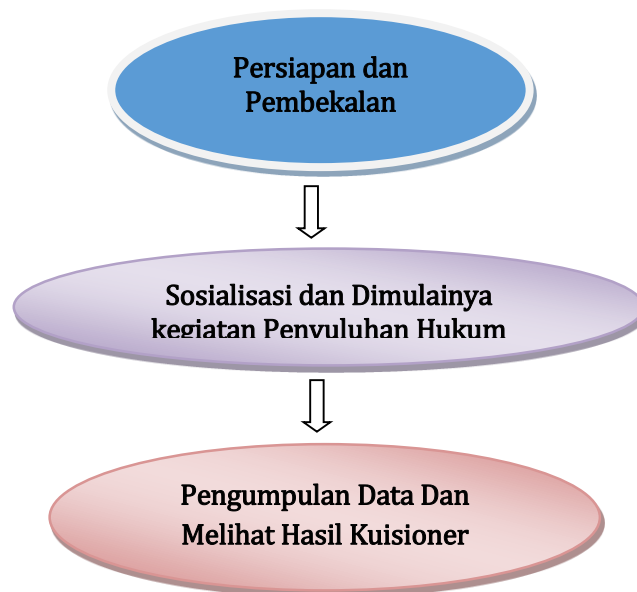 Persiapan dan
Pembekalan
Sosialisasi dan Dimulainya
kegiatan Penyuluhan Hukum
Pengumpulan Data Dan
Melihat Hasil Kuisioner